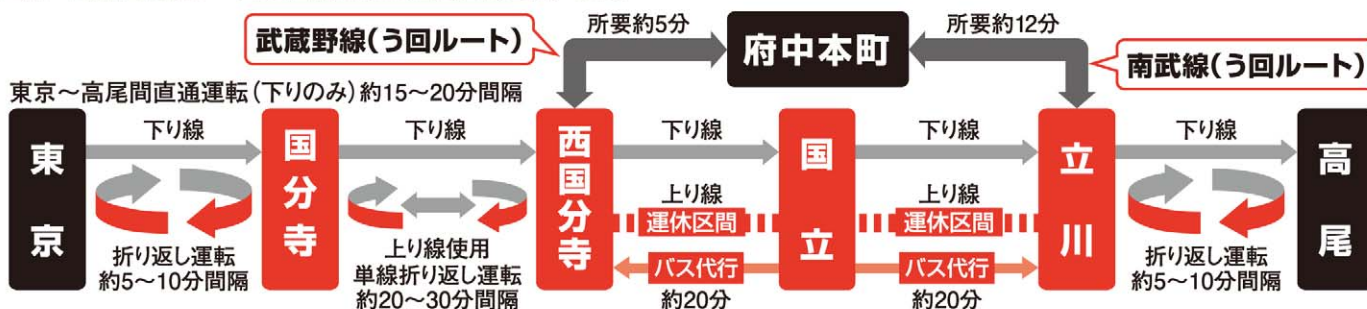 武蔵野線(う回ルート)
所要約5分
府中本町
所要約12分
南武線(う回ルート)
東京～高尾間直通運転(下りのみ)約15～20分間隔
東京
下り線
折り返し運転
約5～10分間隔
国分寺
下り線
上り線使用
単線折り返し運転
約20～30分間隔
西国分寺
下り線
上り線
運休区間
バス代行
約20分
国立
下り線
上り線
運休区間
バス代行
約20分
立川
下り線
折り返し運転
約5～10分間隔
高尾